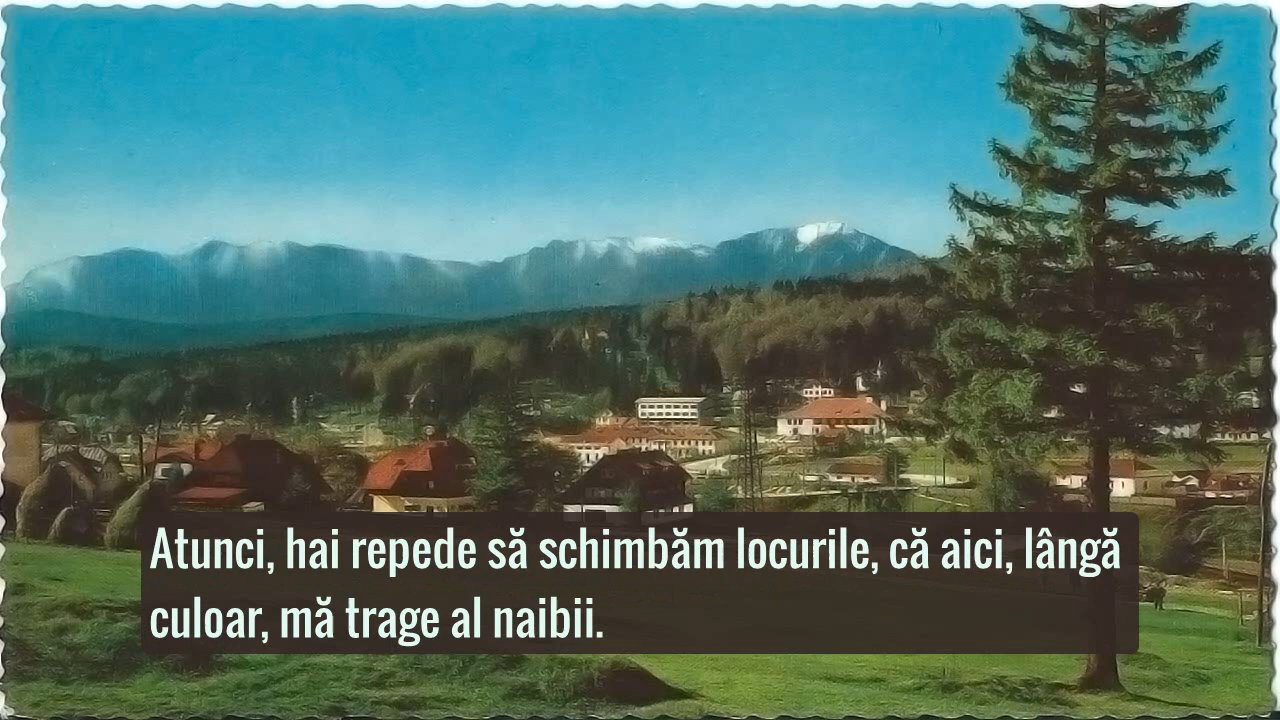 Atunci, hai repede să schimbăm locurile, că aici, lângă
culoar, mă trage al naibii.